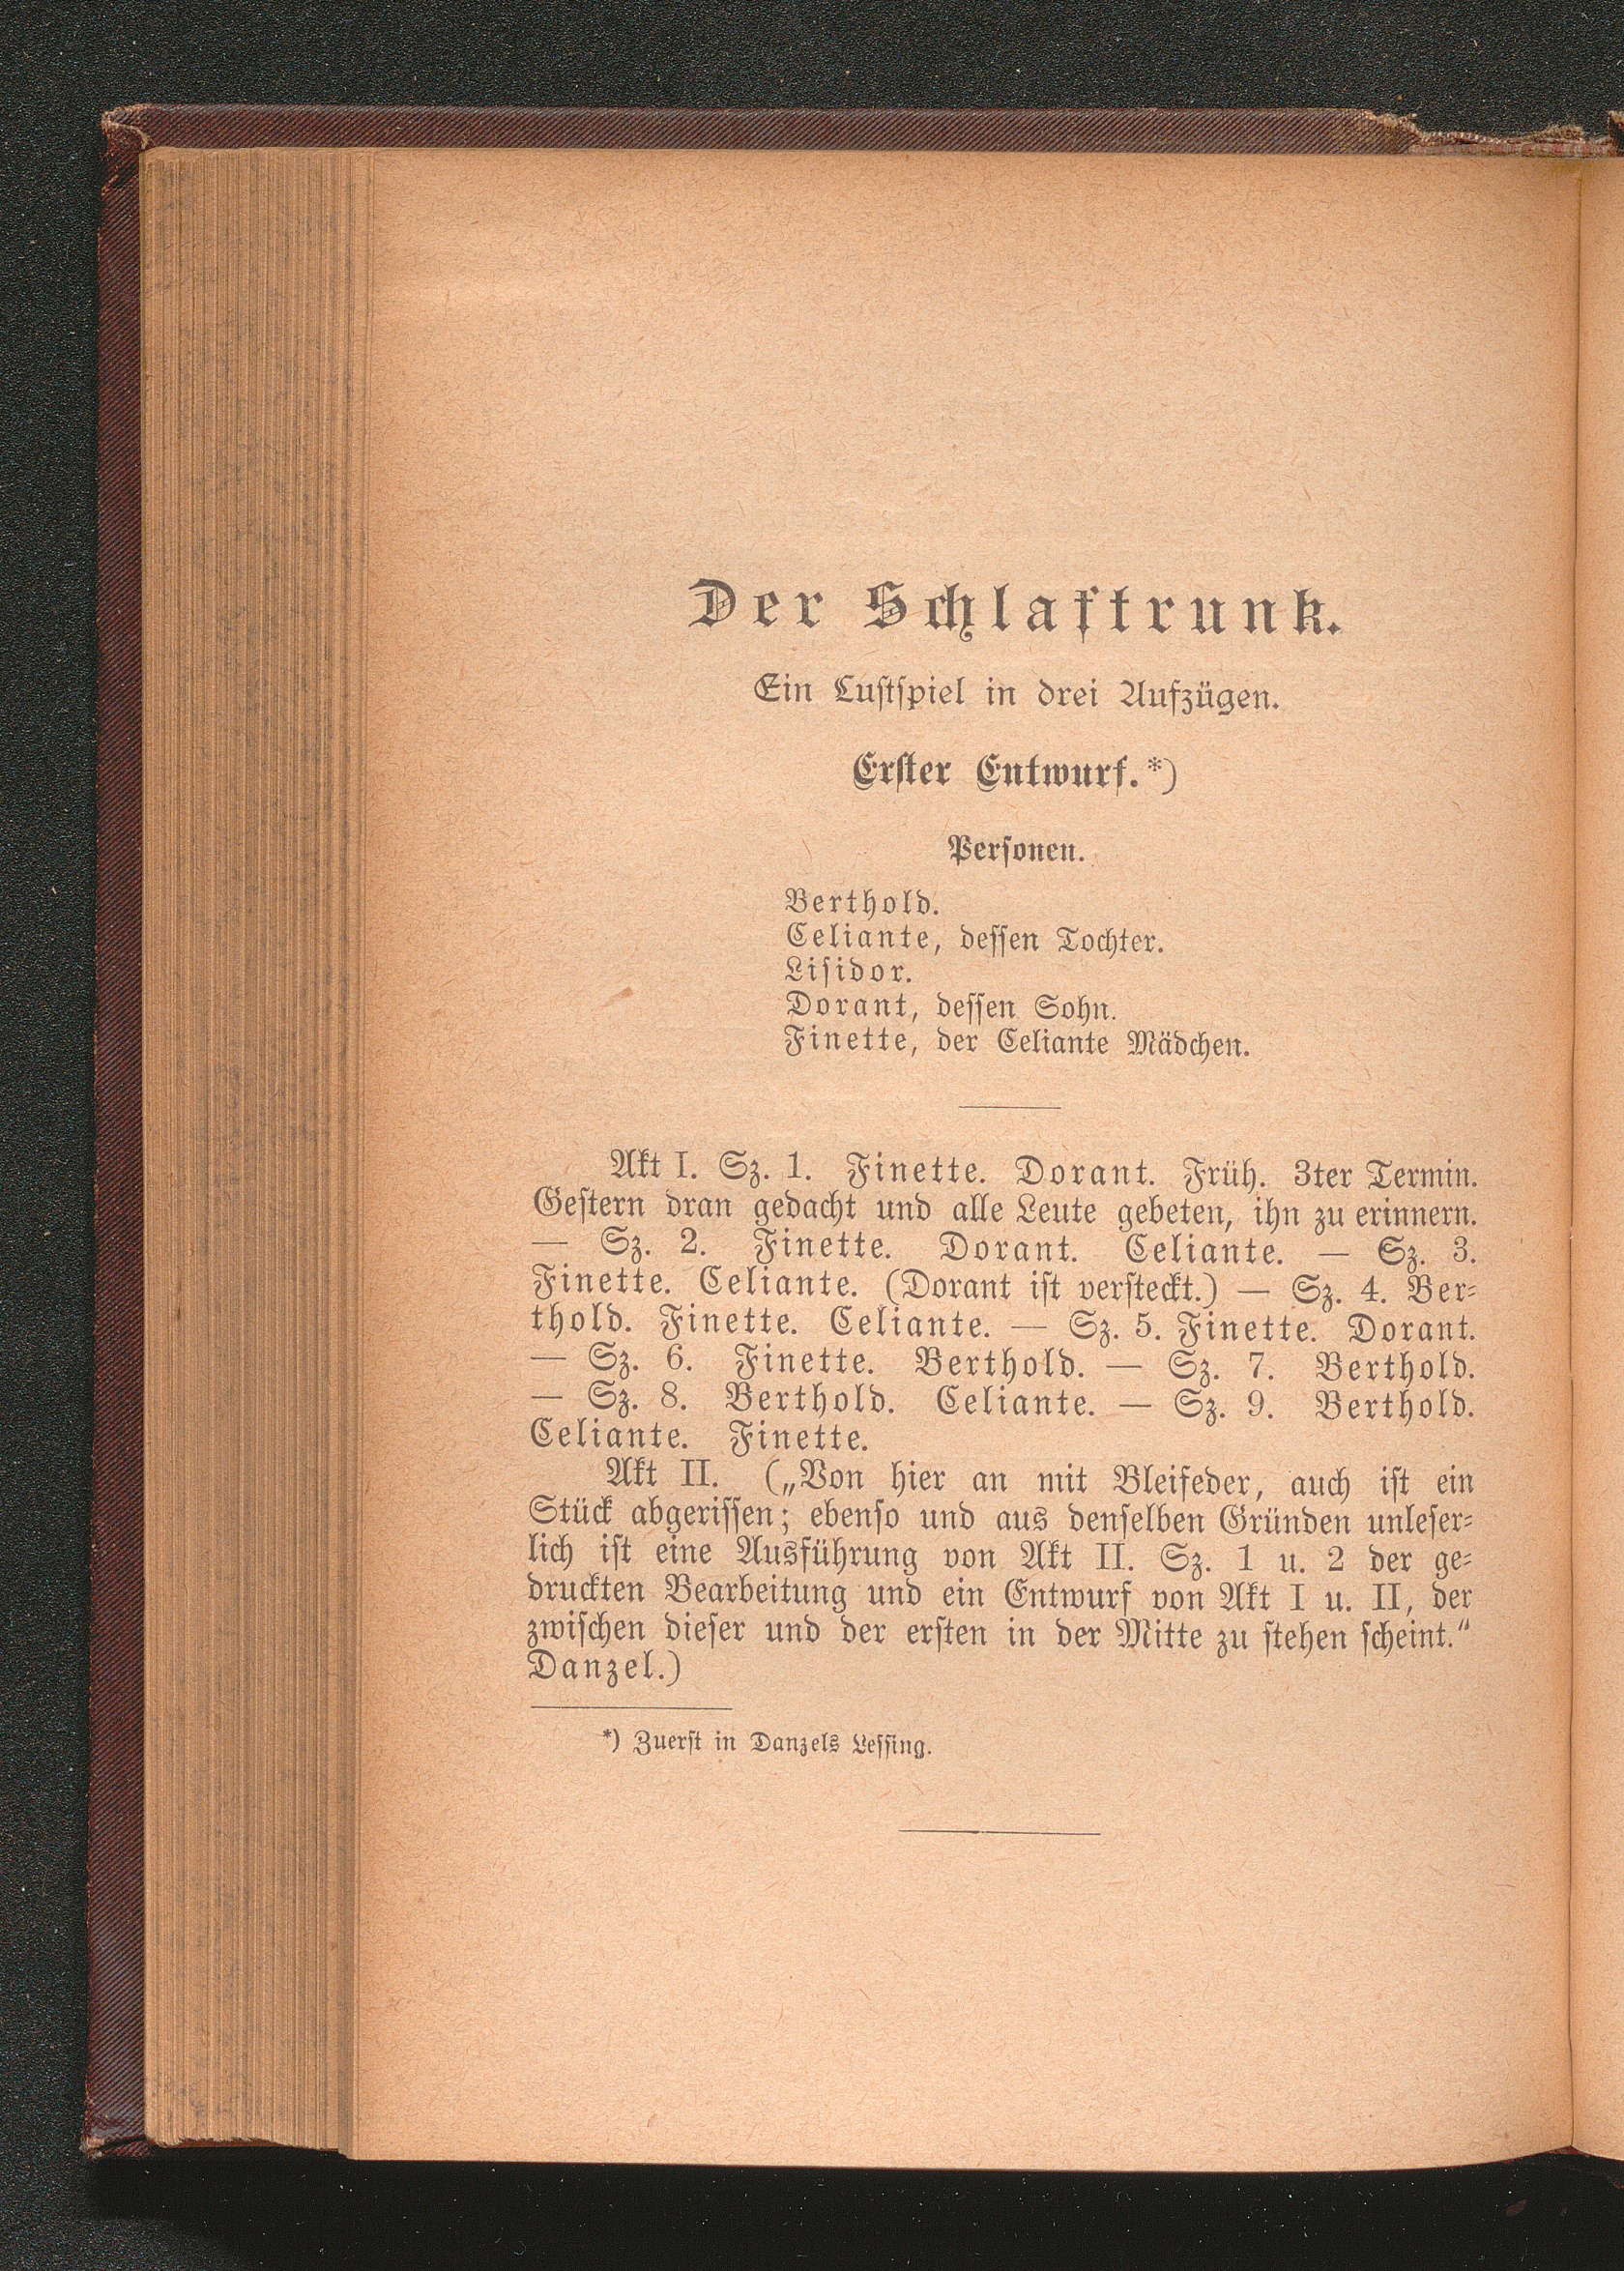 Der Schlaftrunk.
Ein Lustspiel in drei Aufzügen.
Erster Entwurf.*)
Personen.
Berthold.
Celiante, dessen Tochter.
Lisidor.
Dorant, dessen Sohn.
Finette, der Celiante Mädchen.
Akt I. Sz. 1. Finette. Dorant. Früh. 3ter Termin.
Gestern dran gedacht und alle Leute gebeten, ihn zu erinnern.
— Sz. 2. Finette. Dorant. Celiante. — Sz. 3.
Finette. Celiante. (Dorant ist versteckt.) — Sz. 4. Ber-
thold. Finette. Celiante. — Sz. 5. Finette. Dorant.
— Sz. 6. Finette. Berthold. — Sz. 7. Berthold.
— Sz. 8. Berthold. Celiante. — Sz. 9. Berthold.
Celiante. Finette.
Akt II. („Von hier an mit Bleifeder, auch ist ein
Stück abgerissen; ebenso und aus denselben Gründen unleser-
lich ist eine Ausführung von Akt II. Sz. 1 u. 2 der ge-
druckten Bearbeitung und ein Entwurf von Akt I u. II, der
zwischen dieser und der ersten in der Mitte zu stehen scheint.“
Danzel.)
*) Zuerst in Danzels Lessing.